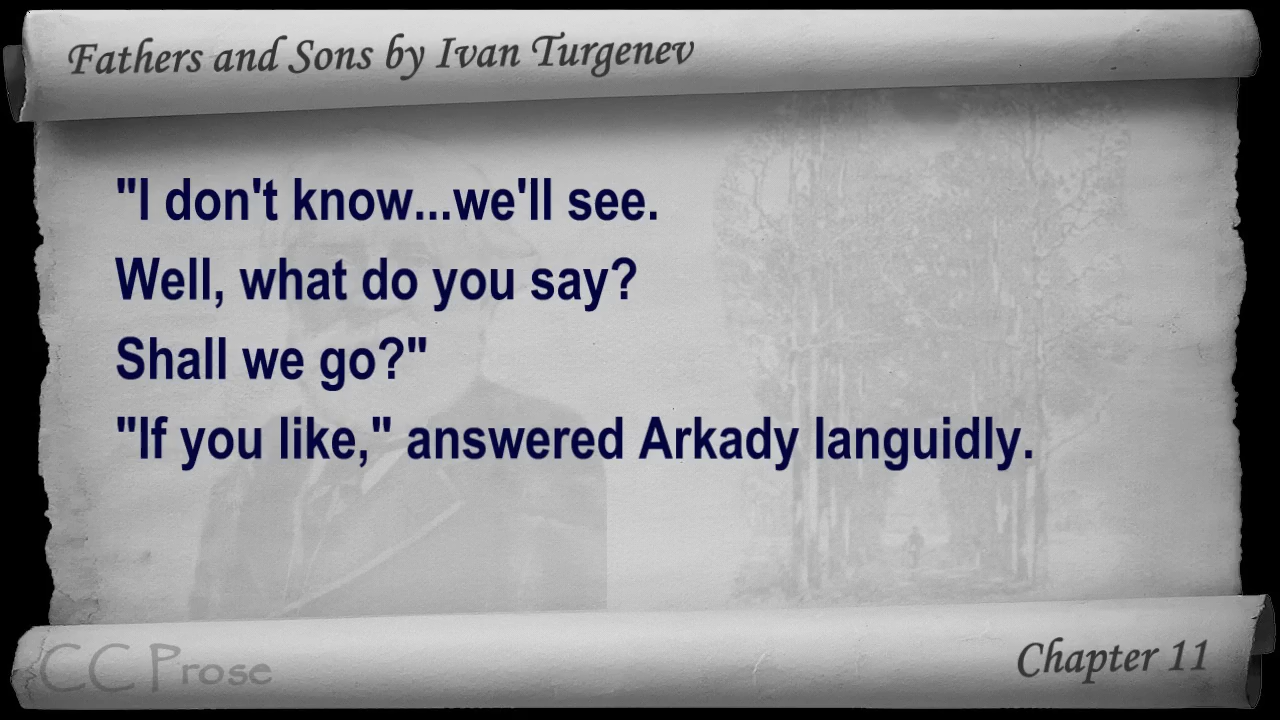 Fathers and Sons by Ivan Turgenev
"I don't know...we'll see.
Well, what do you say?
Shall we go?"
"If you like," answered Arkady languidly.
CC Prose
Chapter 11